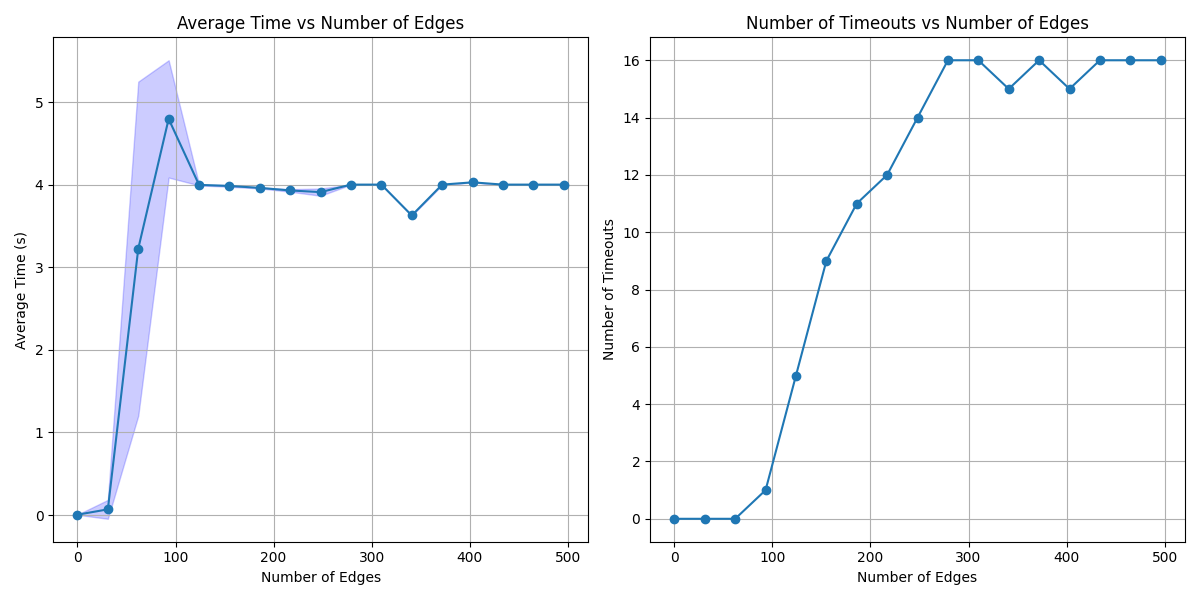 Average Time vs Number of Edges
Average Time (s)
5
4
3
2
1
0
0 100 200 300 400 500
Number of Edges
Number of Timeouts vs Number of Edges
Number of Timeouts
16
14
12
10
8
6
4
2
0
0 100 200 300 400 500
Number of Edges